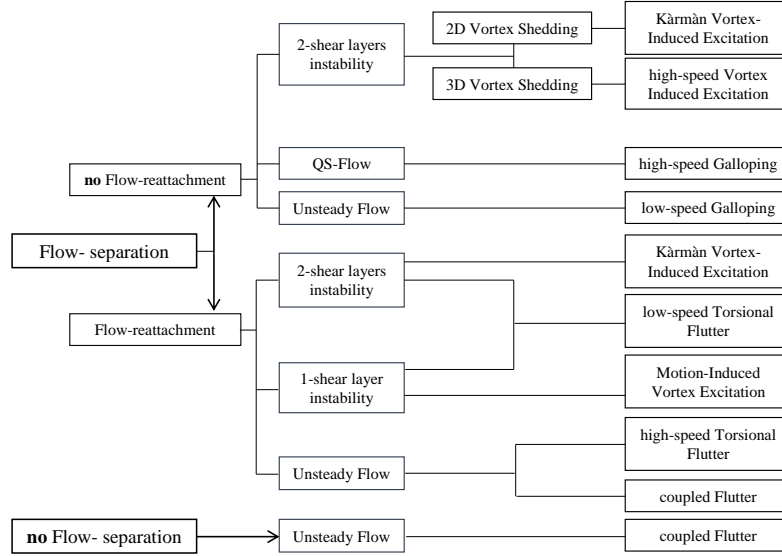 2-shear layers
instability
2D Vortex Shedding
3D Vortex Shedding
Kàrmàn Vortex-
Induced Excitation
high-speed Vortex
Induced Excitation
no Flow-reattachment
QS-Flow
high-speed Galloping
Unsteady Flow
low-speed Galloping
Flow- separation
Flow-reattachment
2-shear layers
instability
Kàrmàn Vortex-
Induced Excitation
low-speed Torsional
Flutter
1-shear layer
instability
Motion-Induced
Vortex Excitation
Unsteady Flow
high-speed Torsional
Flutter
coupled Flutter
no Flow- separation
Unsteady Flow
coupled Flutter